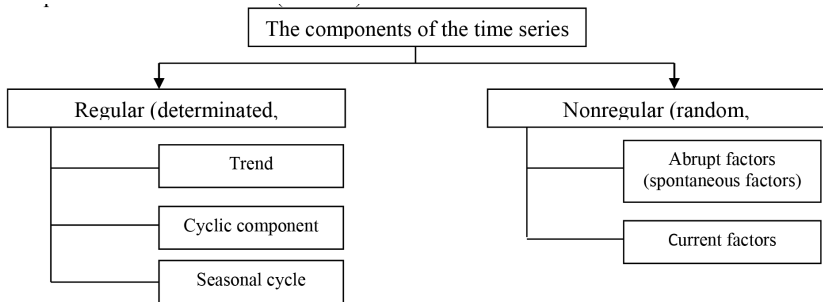 The components of the time series
Regular (determinated,
Nonregular (random,
Trend
Abrupt factors
(spontaneous factors)
Cyclic component
Current factors
Seasonal cycle